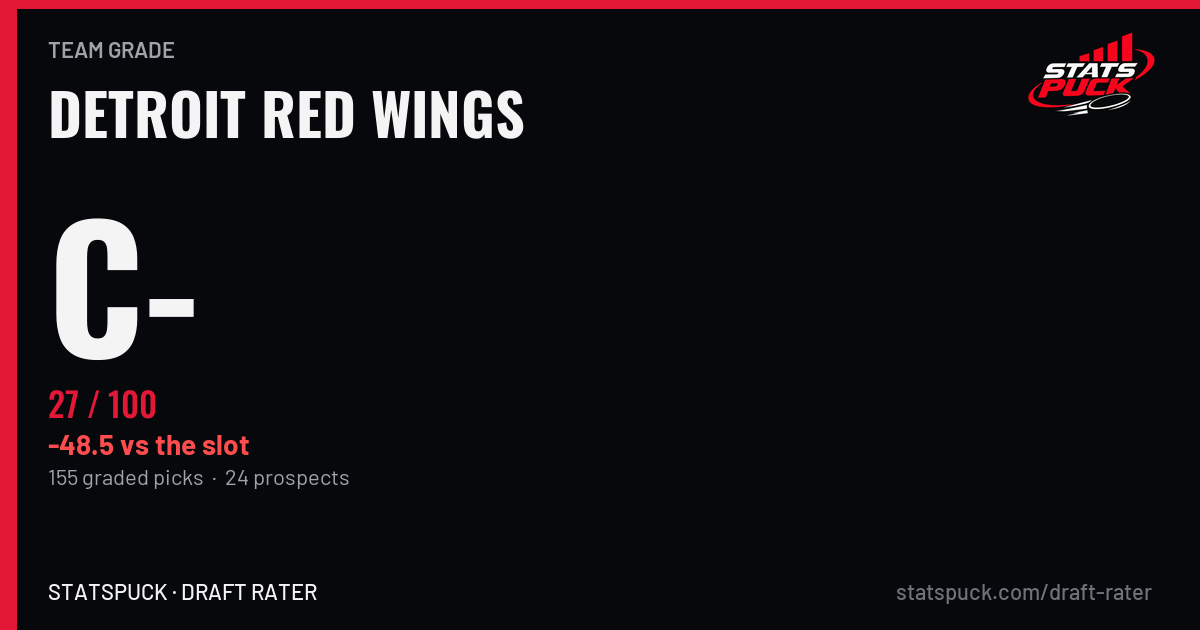 TEAM GRADE
STATS
PUCK
DETROIT RED WINGS
C-
27 / 100
-48.5 vs the slot
155 graded picks · 24 prospects
STATSPUCK · DRAFT RATER
statspuck.com/draft-rater